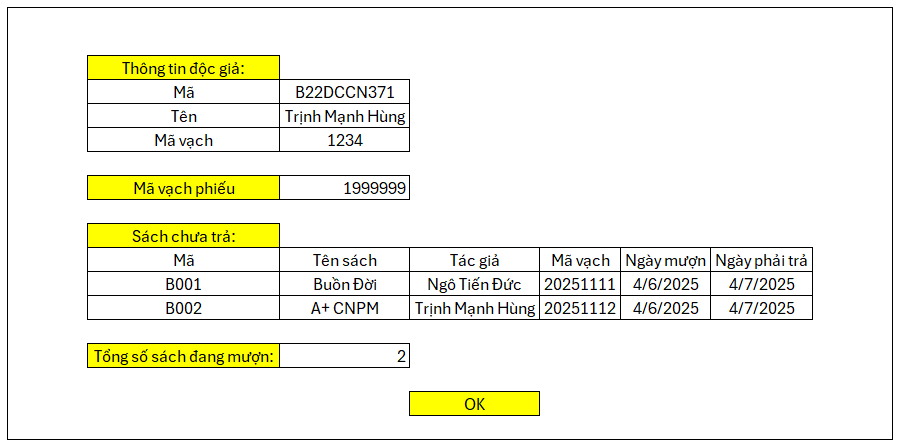 Thông tin độc giả:
Mã B22DCCN371
Tên Trịnh Mạnh Hùng
Mã vạch 1234
Mã vạch phiếu 1999999
Sách chưa trả:
Mã Tên sách Tác giả Mã vạch Ngày mượn Ngày phải trả
B001 Buồn Đời Ngô Tiến Đức 20251111 4/6/2025 4/7/2025
B002 A+ CNPM Trịnh Mạnh Hùng 20251112 4/6/2025 4/7/2025
Tổng số sách đang mượn: 2
OK